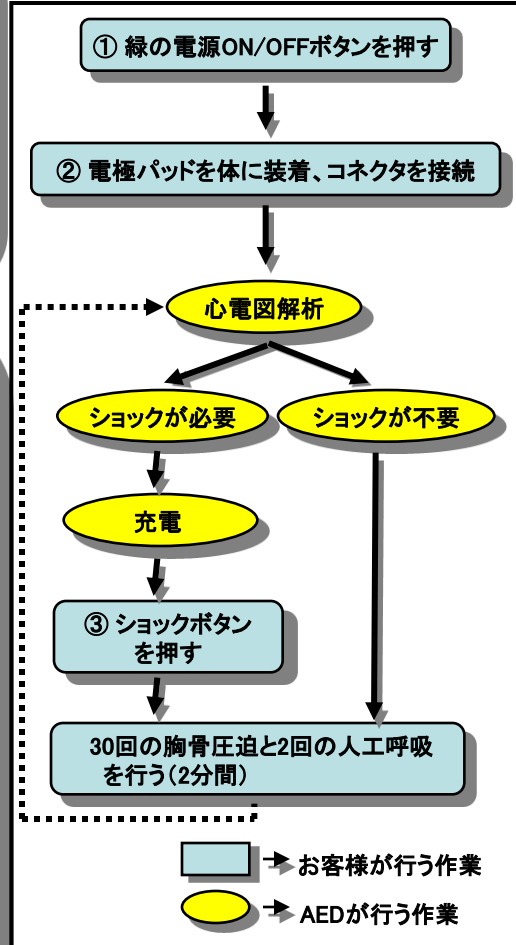 ① 緑の電源ON/OFFボタンを押す
② 電極パッドを体に装着、コネクタを接続
心電図解析
ショックが必要
ショックが不要
充電
③ ショックボタン
を押す
30回の胸骨圧迫と2回の人工呼吸
を行う(2分間)
お客様が行う作業
AEDが行う作業